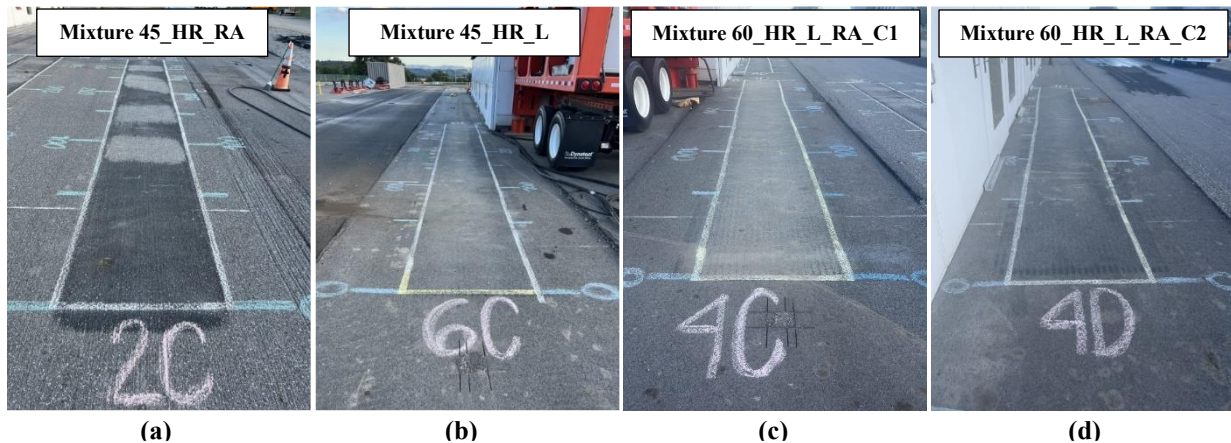 Mixture 45_HR_RA
Mixture 45_HR_L
Mixture 60_HR_L_RA_C1
Mixture 60_HR_L_RA_C2
2C
6C
4C
4D
(a)
(b)
(c)
(d)